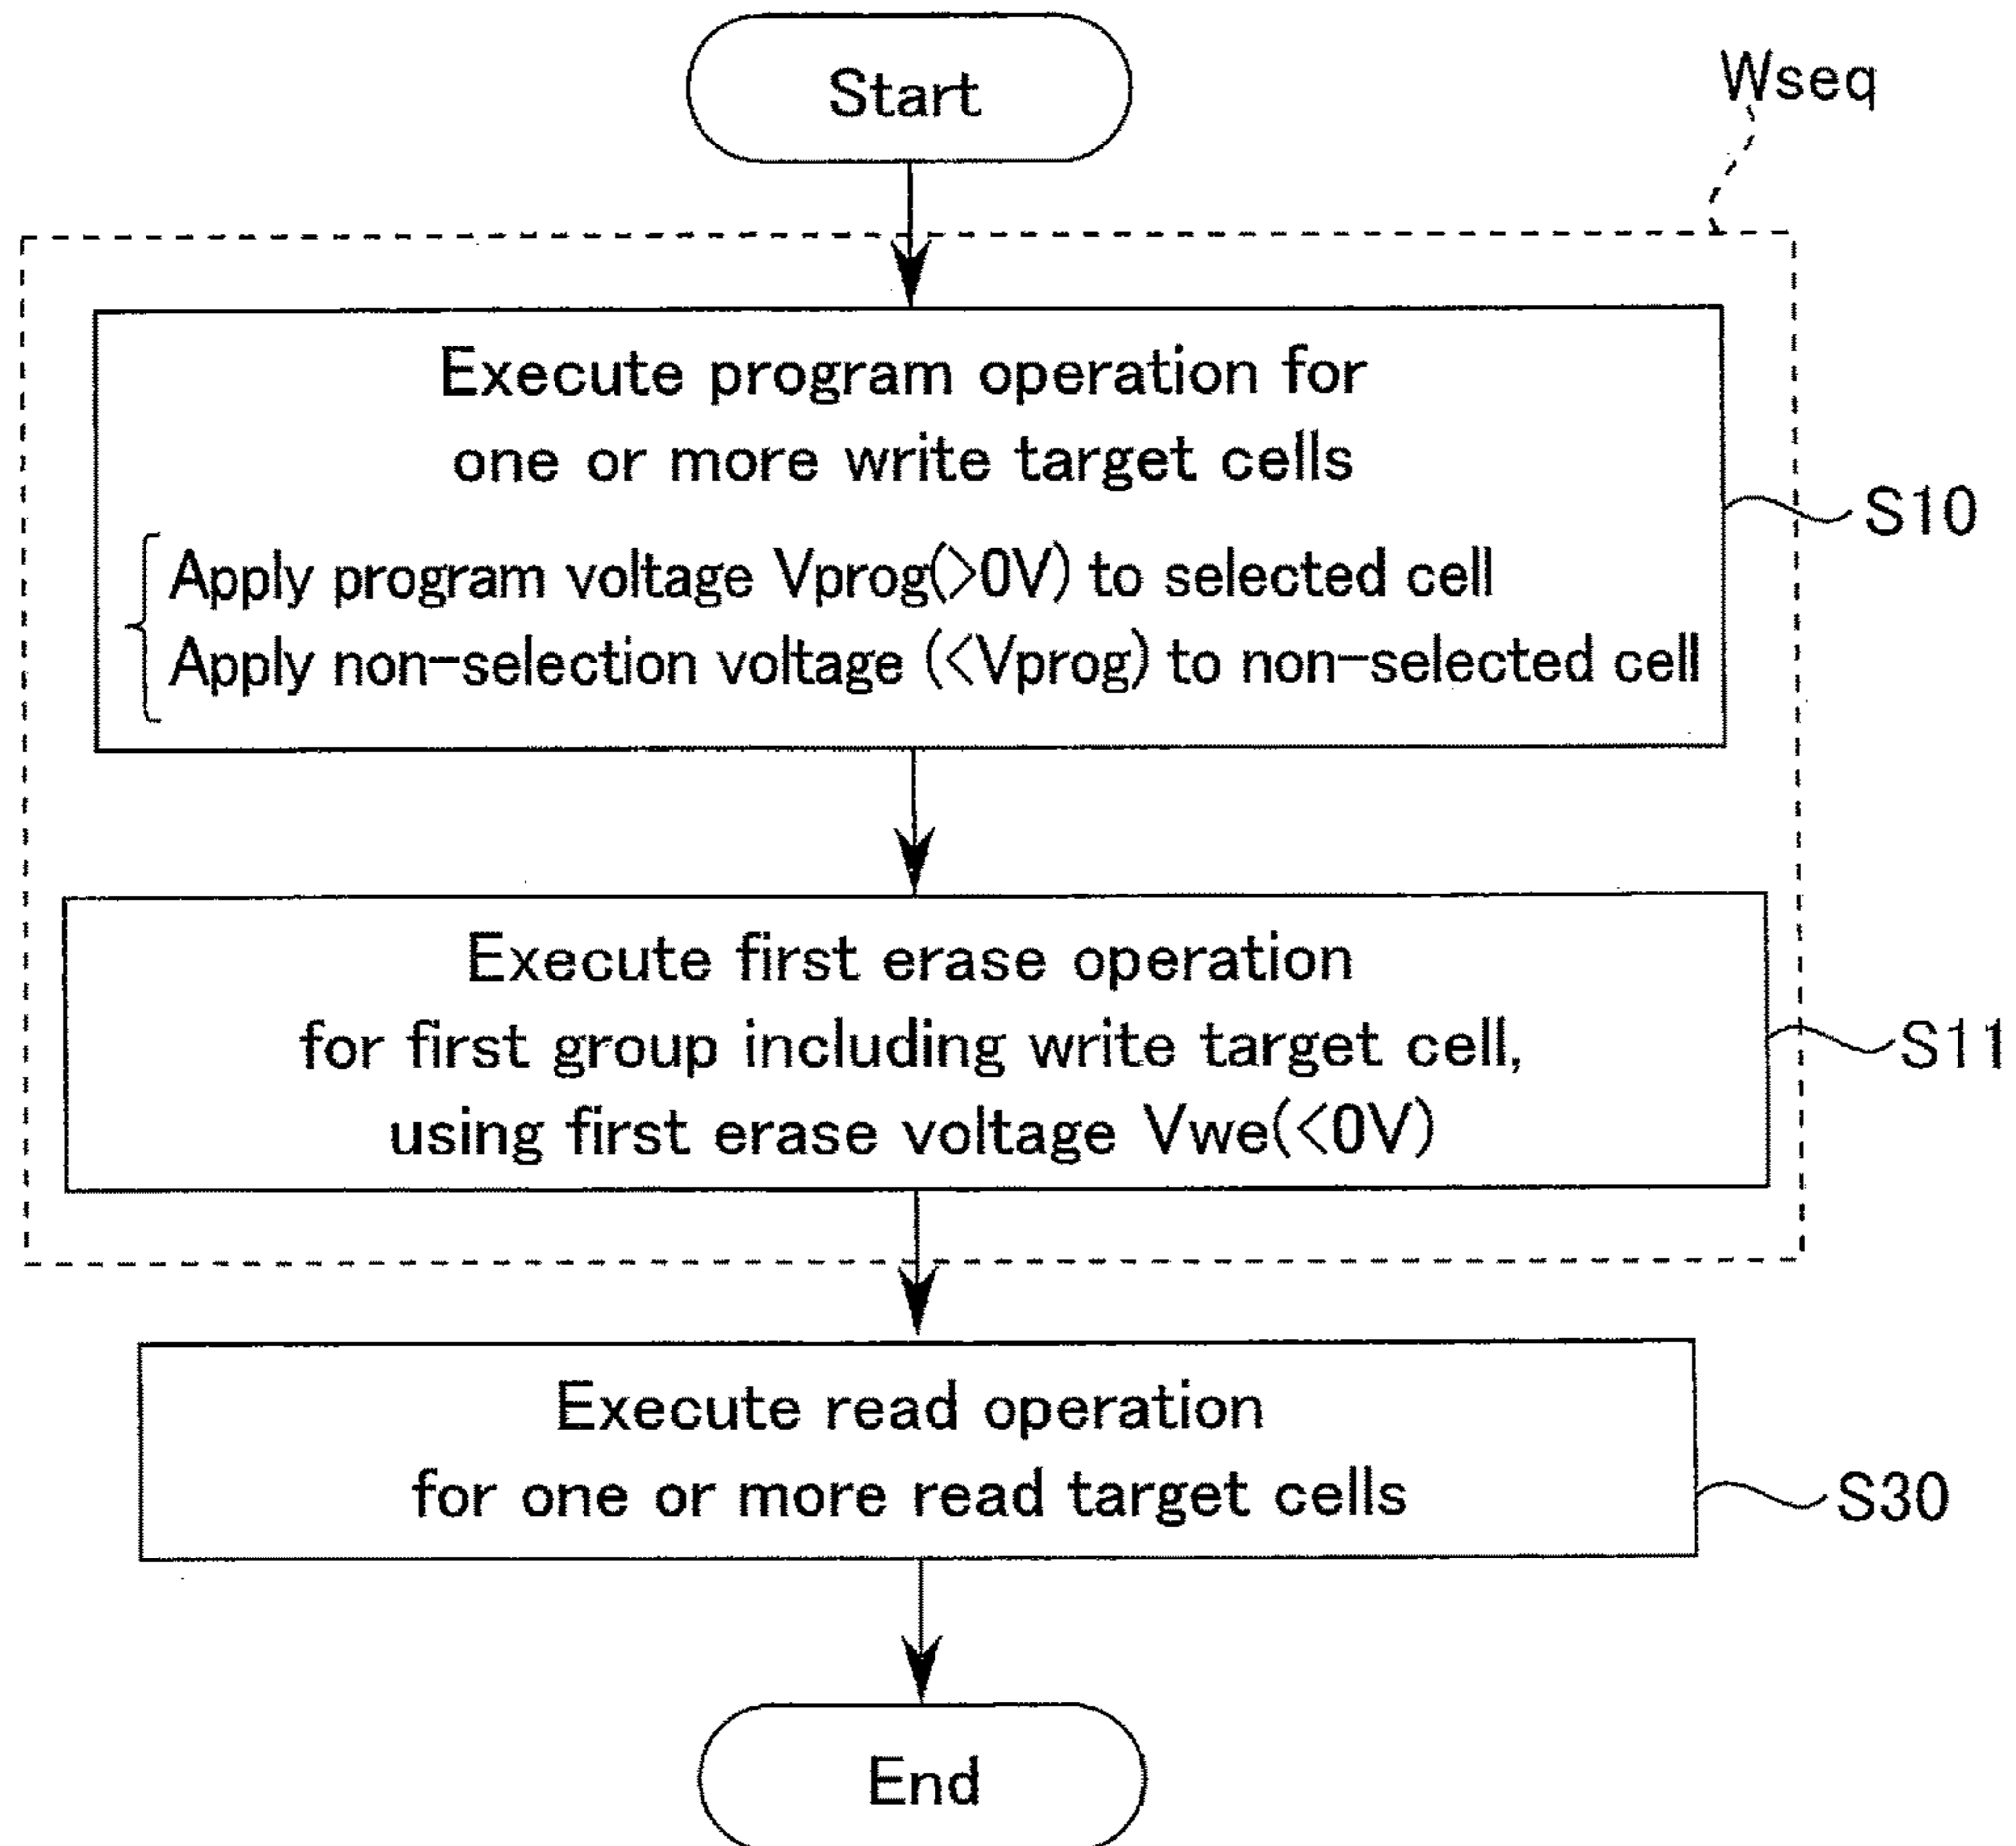 Start
Wseq
Execute program operation for
one or more write target cells
Apply program voltage Vprog(>0V) to selected cell
Apply non-selection voltage (<Vprog) to non-selected cell
S10
Execute first erase operation
for first group including write target cell,
using first erase voltage Vwe(<0V)
S11
Execute read operation
for one or more read target cells
S30
End